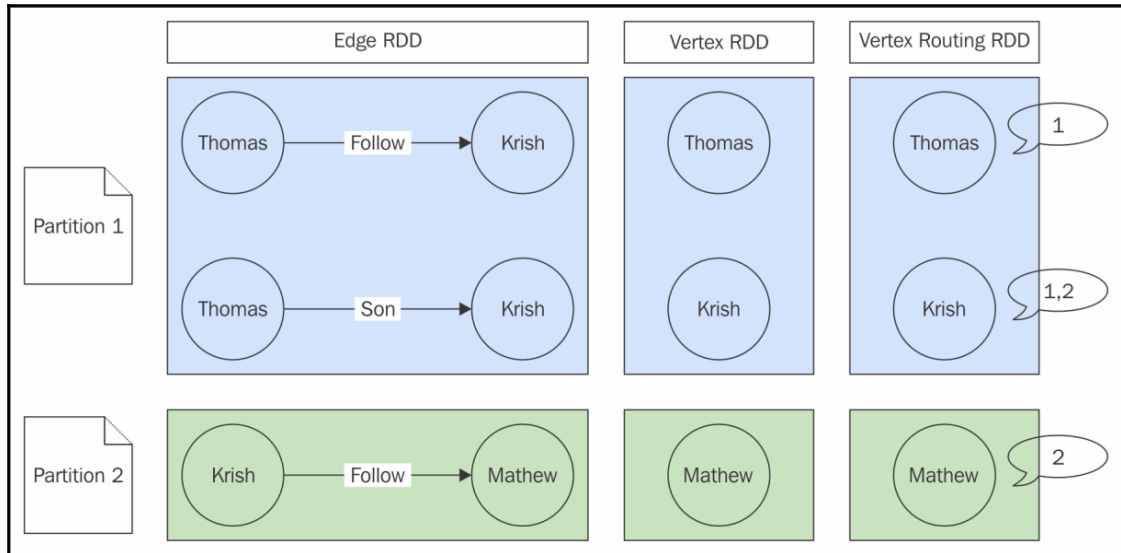 Edge RDD
Vertex RDD
Vertex Routing RDD
Partition 1
Thomas
Follow
Krish
Thomas
Thomas
1
Thomas
Son
Krish
Krish
Krish
1,2
Partition 2
Krish
Follow
Mathew
Mathew
Mathew
2